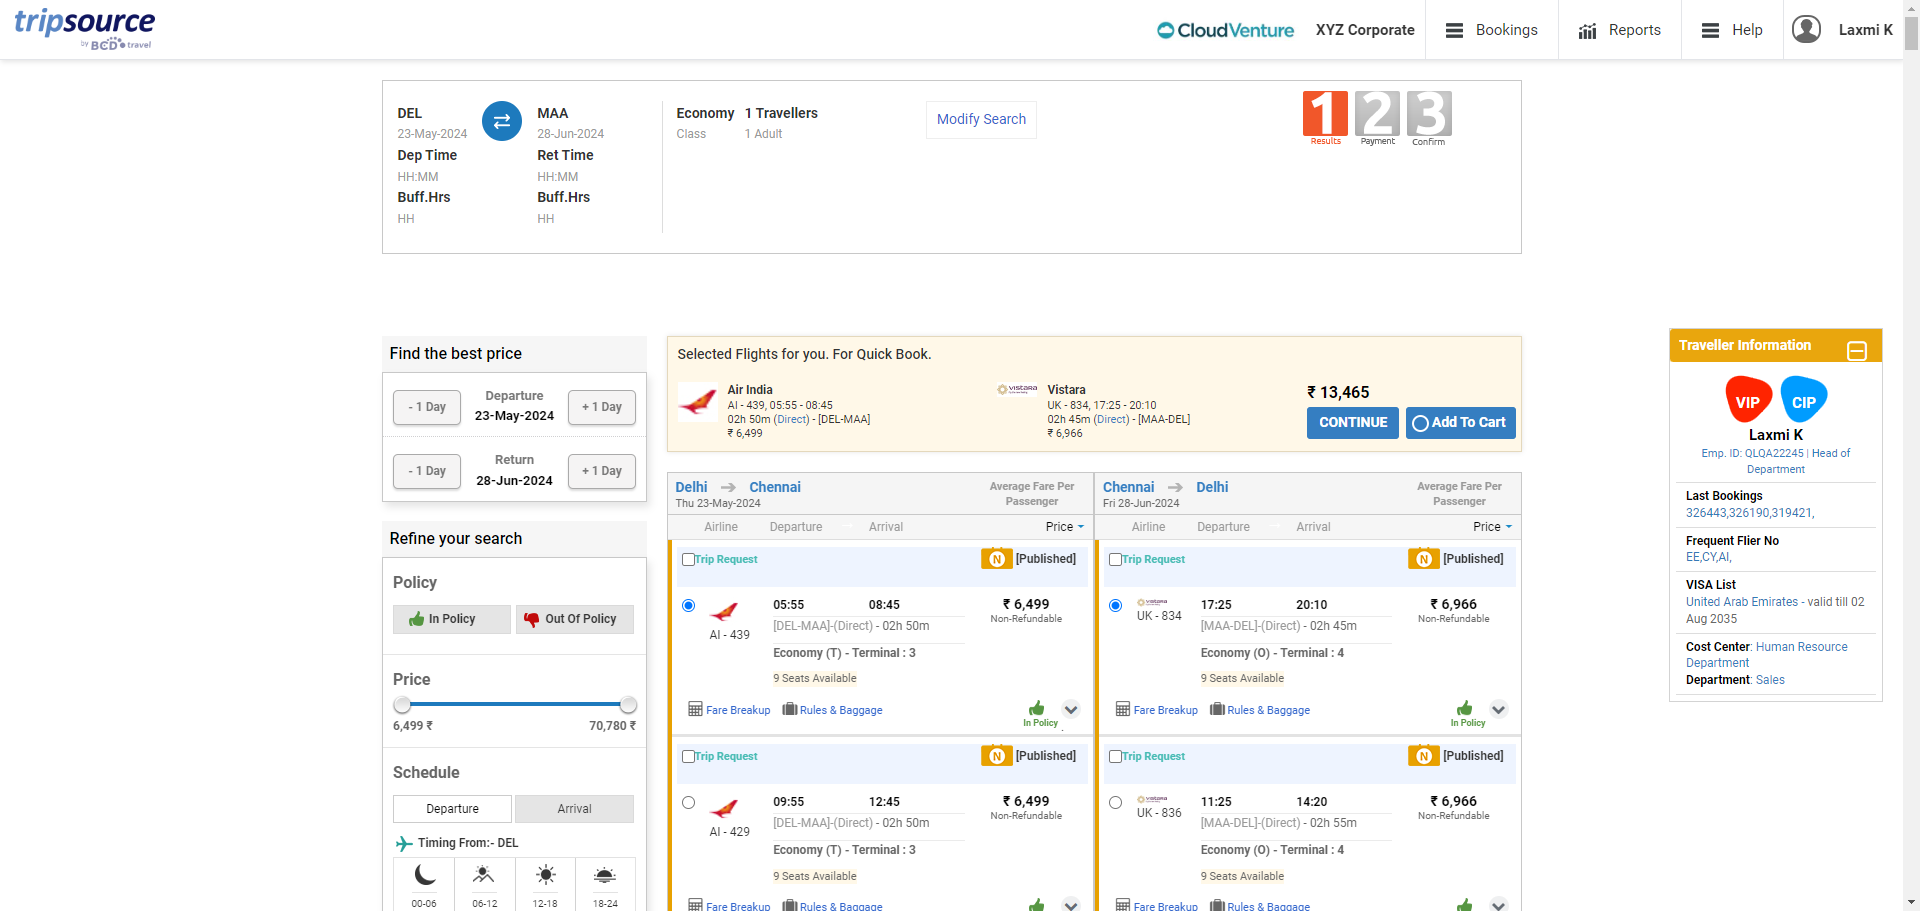 tripsource
by BCD travel
CloudVenture
XYZ Corporate
Bookings
Reports
Help
Laxmi K
DEL
23-May-2024
Dep Time
HH:MM
Buff.Hrs
HH
MAA
28-Jun-2024
Ret Time
HH:MM
Buff.Hrs
HH
Economy
Class
1 Travellers
1 Adult
Modify Search
1 2 3
Results Payment Confirm
Find the best price
- 1 Day
Departure
23-May-2024
+ 1 Day
- 1 Day
Return
28-Jun-2024
+ 1 Day
Refine your search
Policy
In Policy
Out Of Policy
Price
6,499 ₹
70,780 ₹
Schedule
Departure
Arrival
Timing From:- DEL
00-06
06-12
12-18
18-24
Selected Flights for you. For Quick Book.
Air India
AI - 439, 05:55 - 08:45
02h 50m (Direct) - [DEL-MAA]
₹ 6,499
VISTARA
Vistara
UK - 834, 17:25 - 20:10
02h 45m (Direct) - [MAA-DEL]
₹ 6,966
₹ 13,465
CONTINUE
Add To Cart
Delhi → Chennai
Thu 23-May-2024
Average Fare Per
Passenger
Airline
Departure
Arrival
Price
Trip Request
N [Published]
05:55
08:45
₹ 6,499
Non-Refundable
AI - 439
[DEL-MAA]-(Direct) - 02h 50m
Economy (T) - Terminal : 3
9 Seats Available
Fare Breakup
Rules & Baggage
In Policy
Trip Request
N [Published]
09:55
12:45
₹ 6,499
Non-Refundable
AI - 429
[DEL-MAA]-(Direct) - 02h 50m
Economy (T) - Terminal : 3
9 Seats Available
Fare Breakup
Rules & Baggage
Chennai → Delhi
Fri 28-Jun-2024
Average Fare Per
Passenger
Airline
Departure
Arrival
Price
Trip Request
N [Published]
17:25
20:10
₹ 6,966
Non-Refundable
UK - 834
[MAA-DEL]-(Direct) - 02h 45m
Economy (O) - Terminal : 4
9 Seats Available
Fare Breakup
Rules & Baggage
In Policy
Trip Request
N [Published]
11:25
14:20
₹ 6,966
Non-Refundable
UK - 836
[MAA-DEL]-(Direct) - 02h 55m
Economy (O) - Terminal : 4
9 Seats Available
Fare Breakup
Rules & Baggage
Traveller Information
VIP
CIP
Laxmi K
Emp. ID: QLQA22245 | Head of
Department
Last Bookings
326443,326190,319421,
Frequent Flier No
EE,CY,AI,
VISA List
United Arab Emirates - valid till 02
Aug 2035
Cost Center: Human Resource
Department
Department: Sales